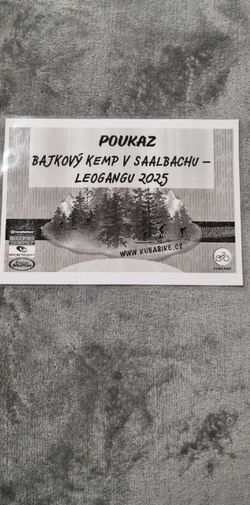 POUKAZ
BAJKOVÝ KEMP V SAALBACHU –
LEOGANGU 2025
WWW.KUBABIKE.CZ